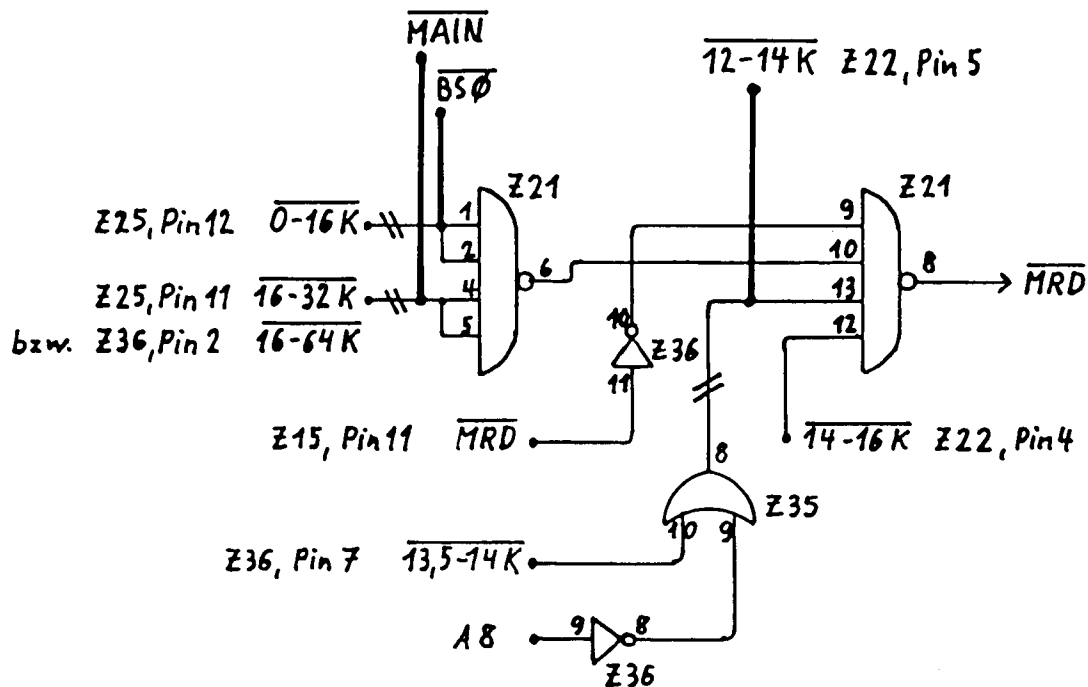 MAIN
BSØ
12-14K Z22, Pin 5
Z21
Z21
Z25, Pin 12 0-16K
1
2
6
9
10
8
MRD
Z25, Pin 11 16-32K
4
13
bzw. Z36, Pin 2 16-64K
5
12
10
Z36
11
Z15, Pin 11 MRD
14-16K Z22, Pin 4
8
Z35
10
9
Z36, Pin 7 13,5-14K
A8
9
8
Z36